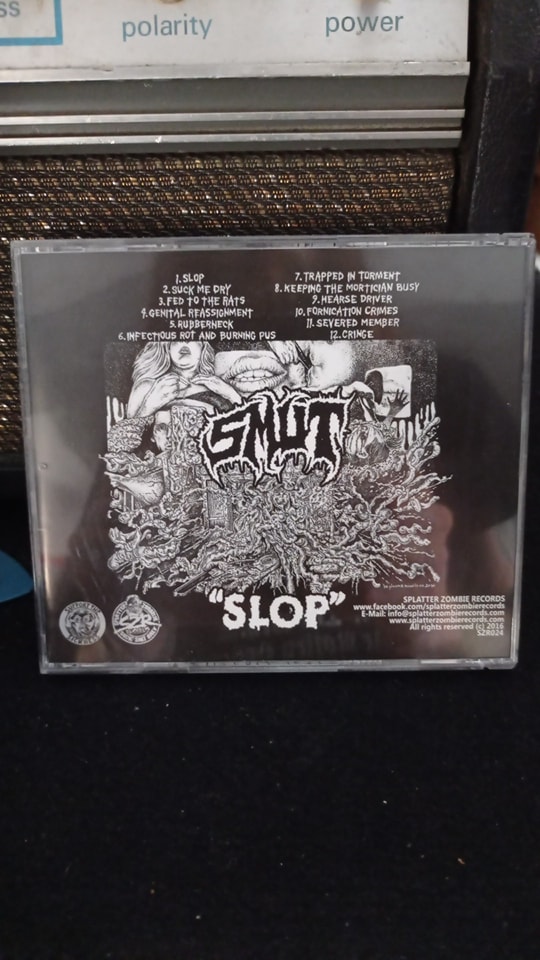 ss
polarity
power
1. SLOP
2. SUCK ME DRY
3. FED TO THE RATS
4. GENITAL REASSIGNMENT
5. RUBBERNECK
6. INFECTIOUS ROT AND BURNING PUS
7. TRAPPED IN TORMENT
8. KEEPING THE MORTICIAN BUSY
9. HEARSE DRIVER
10. FORNICATION CRIMES
11. SEVERED MEMBER
12. CRINGE
SMUT
"SLOP"
SZR
SPLATTER ZOMBIE RECORDS
www.facebook.com/splatterzombierecords
E-Mail: info@splatterzombierecords.com
www.splatterzombierecords.com
All rights reserved (c) 2016
SZR024